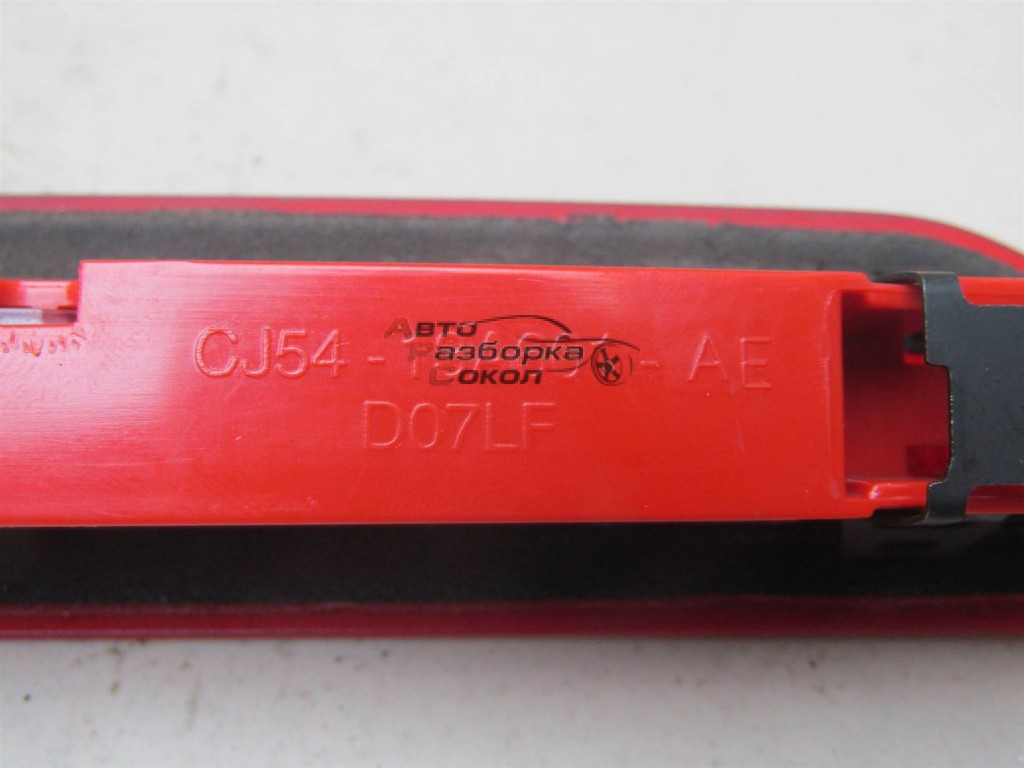 CJ54 - - AE
D07LF
Авто
Разборка
Сокол